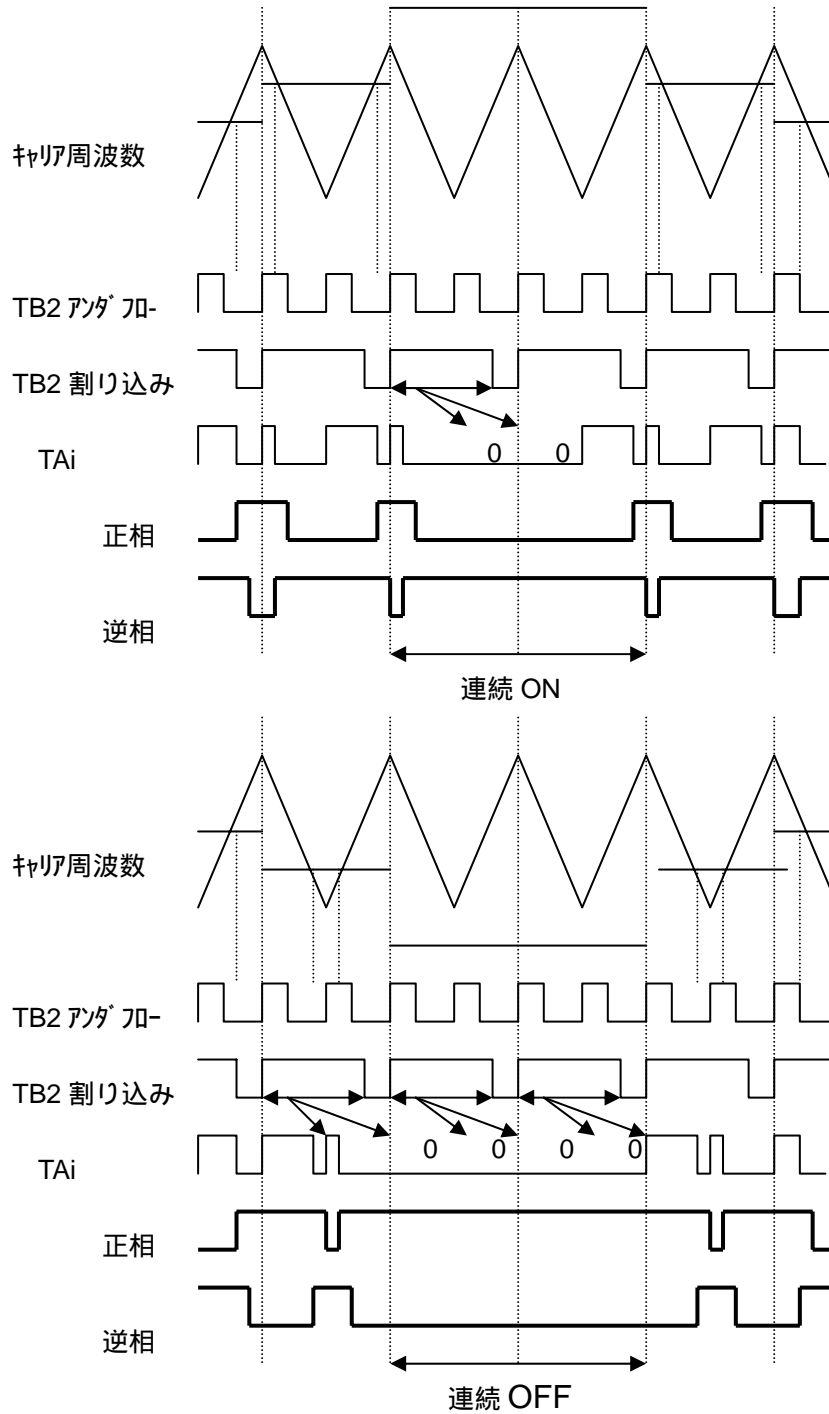 ｷｬﾘｱ周波数
TB2 ｱﾝﾀﾞﾌﾛ-
TB2 割り込み
TAi
0 0
正相
逆相
連続 ON
ｷｬﾘｱ周波数
TB2 ｱﾝﾀﾞﾌﾛｰ
TB2 割り込み
TAi
0 0 0 0
正相
逆相
連続 OFF